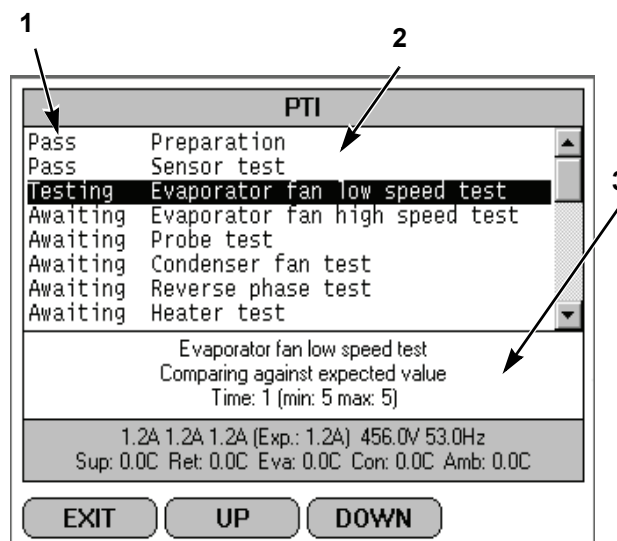 1
2
PTI
Pass Preparation
Pass Sensor test
3
Testing Evaporator fan low speed test
Awaiting Evaporator fan high speed test
Awaiting Probe test
Awaiting Condenser fan test
Awaiting Reverse phase test
Awaiting Heater test
Evaporator fan low speed test
Comparing against expected value
Time: 1 (min: 5 max: 5)
1.2A 1.2A 1.2A (Exp.: 1.2A) 456.0V 53.0Hz
Sup: 0.0C Ret: 0.0C Eva: 0.0C Con: 0.0C Amb: 0.0C
EXIT UP DOWN